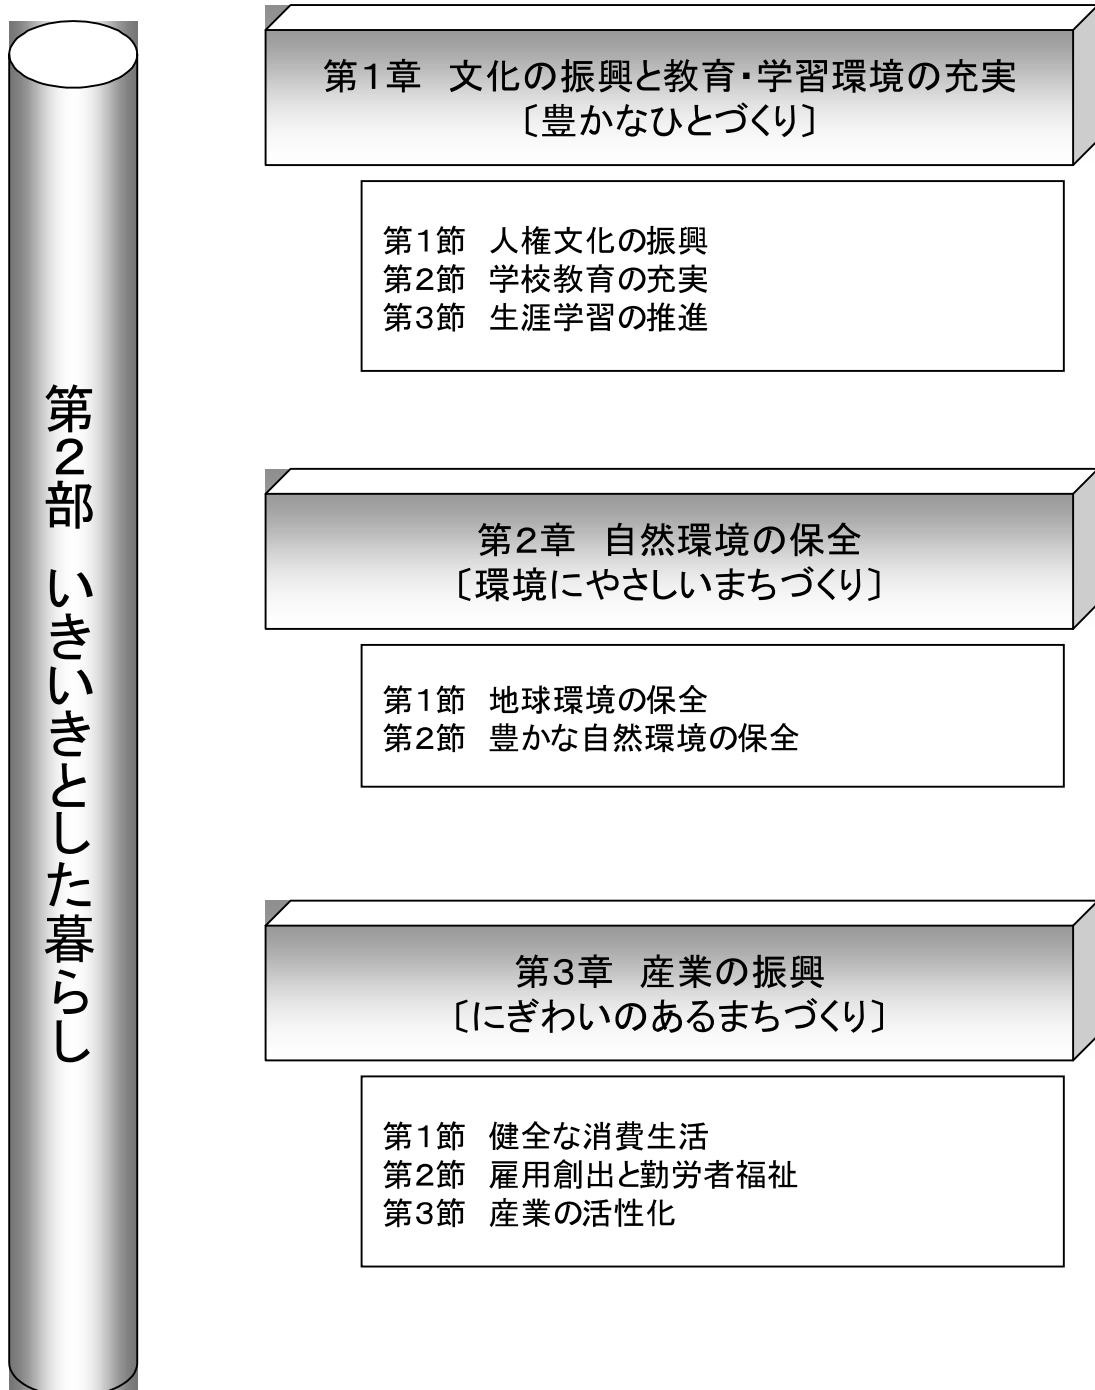 第２部　いきいきとした暮らし
第１章　文化の振興と教育・学習環境の充実
〔豊かなひとづくり〕
第１節　人権文化の振興
第２節　学校教育の充実
第３節　生涯学習の推進
第２章　自然環境の保全
〔環境にやさしいまちづくり〕
第１節　地球環境の保全
第２節　豊かな自然環境の保全
第３章　産業の振興
〔にぎわいのあるまちづくり〕
第１節　健全な消費生活
第２節　雇用創出と勤労者福祉
第３節　産業の活性化